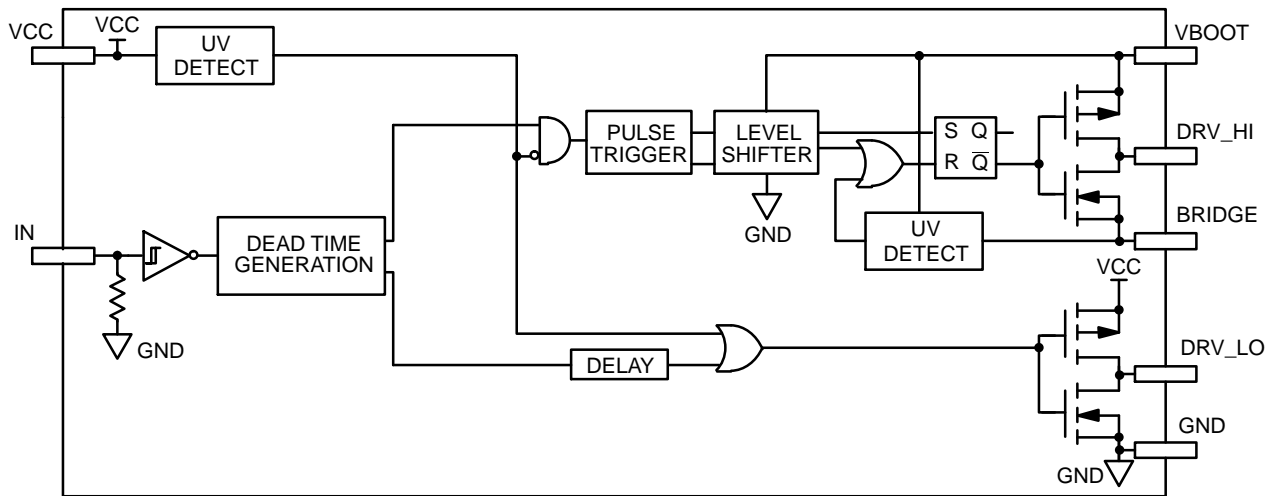 VCC
VCC
UV
DETECT
VBOOT
PULSE
TRIGGER
LEVEL
SHIFTER
S Q
R Q̅
DRV_HI
GND
IN
DEAD TIME
GENERATION
UV
DETECT
BRIDGE
VCC
GND
DELAY
DRV_LO
GND
GND